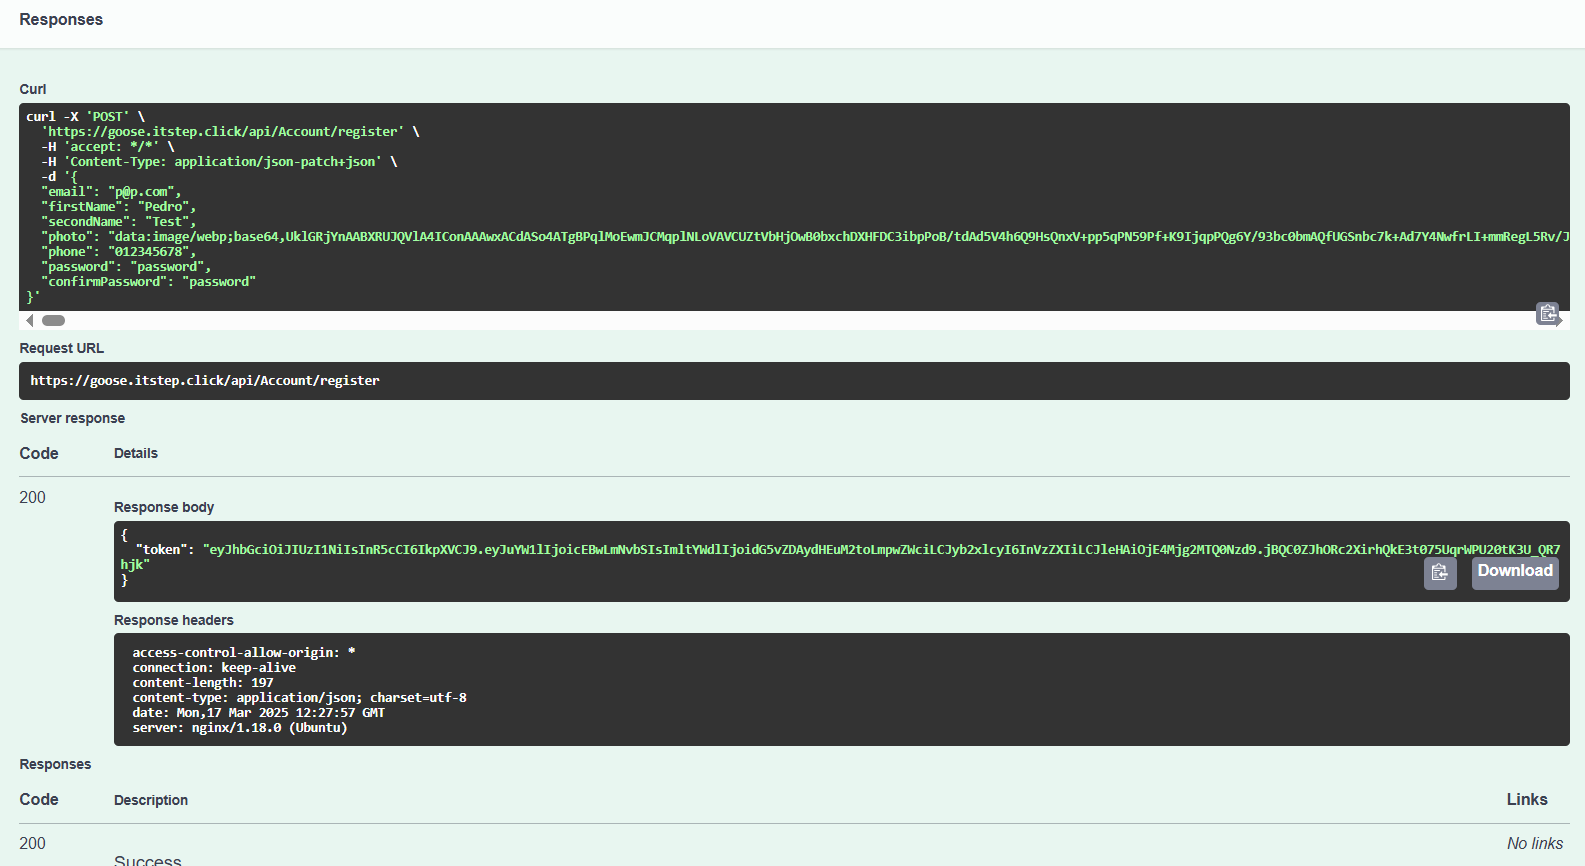 Responses
Curl
curl -X 'POST' \
'https://goose.itstep.click/api/Account/register' \
-H 'accept: */*' \
-H 'Content-Type: application/json-patch+json' \
-d '{
"email": "p@p.com",
"firstName": "Pedro",
"secondName": "Test",
"photo": "data:image/webp;base64,UklGRjYnAABXRUJQVlA4IConAAAwxACdASo4ATgBPqlMoEwmJCMqplNLoVAVCUZtVbHjOwB0bxchDXHFDC3ibpPoB/tdAd5V4h6Q9HsQnxV+pp5qPN59Pf+K9IjqpPQg6Y/93bc0bmAQfUGSnbc7k+Ad7Y4NwfrLI+mmRegL5Rv/J
"phone": "012345678",
"password": "password",
"confirmPassword": "password"
}'
Request URL
https://goose.itstep.click/api/Account/register
Server response
Code Details
200
Response body
{
"token": "eyJhbGciOiJIUzI1NiIsInR5cCI6IkpXVCJ9.eyJuYW1lIjoicEBwLmNvbSIsImltYWdlIjoidG5vZDAydHEuM2toLmpwZWciLCJyb2xlcyI6InVzZXIiLCJleHAiOjE4Mjg2MTQ0Nzd9.jBQC0ZJhORc2XirhQkE3t075UqrWPU20tK3U_QR7
hjk"
}
Download
Response headers
access-control-allow-origin: *
connection: keep-alive
content-length: 197
content-type: application/json; charset=utf-8
date: Mon,17 Mar 2025 12:27:57 GMT
server: nginx/1.18.0 (Ubuntu)
Responses
Code Description Links
200 No links
Success